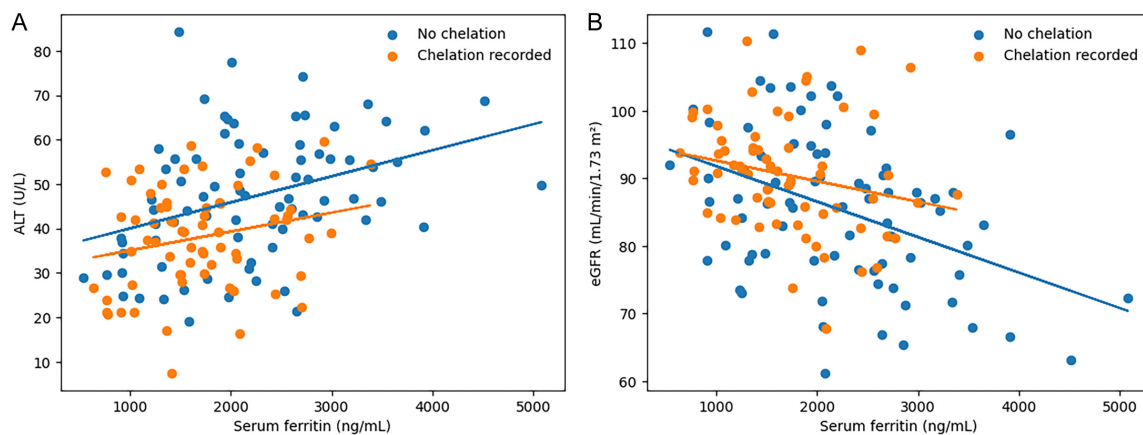 A
No chelation
Chelation recorded
ALT (U/L)
80
70
60
50
40
30
20
10
1000
2000
3000
4000
5000
Serum ferritin (ng/mL)
B
No chelation
Chelation recorded
eGFR (mL/min/1.73 m²)
110
100
90
80
70
60
1000
2000
3000
4000
5000
Serum ferritin (ng/mL)